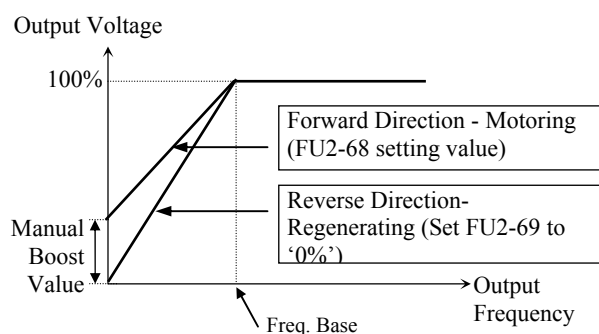 Output Voltage
100%
Forward Direction - Motoring
(FU2-68 setting value)
Reverse Direction-
Regenerating (Set FU2-69 to
‘0%’)
Manual
Boost
Value
Output
Frequency
Freq. Base